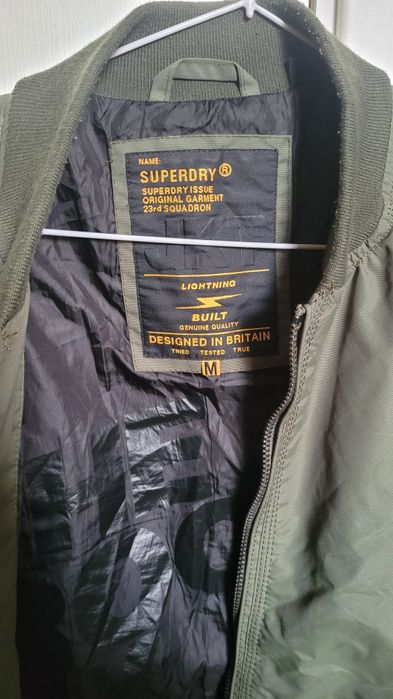 NAME:
SUPERDRY®
SUPERDRY ISSUE
ORIGINAL GARMENT
23rd SQUADRON
LIGHTNING
BUILT
GENUINE QUALITY
DESIGNED IN BRITAIN
TRIED TESTED TRUE
M